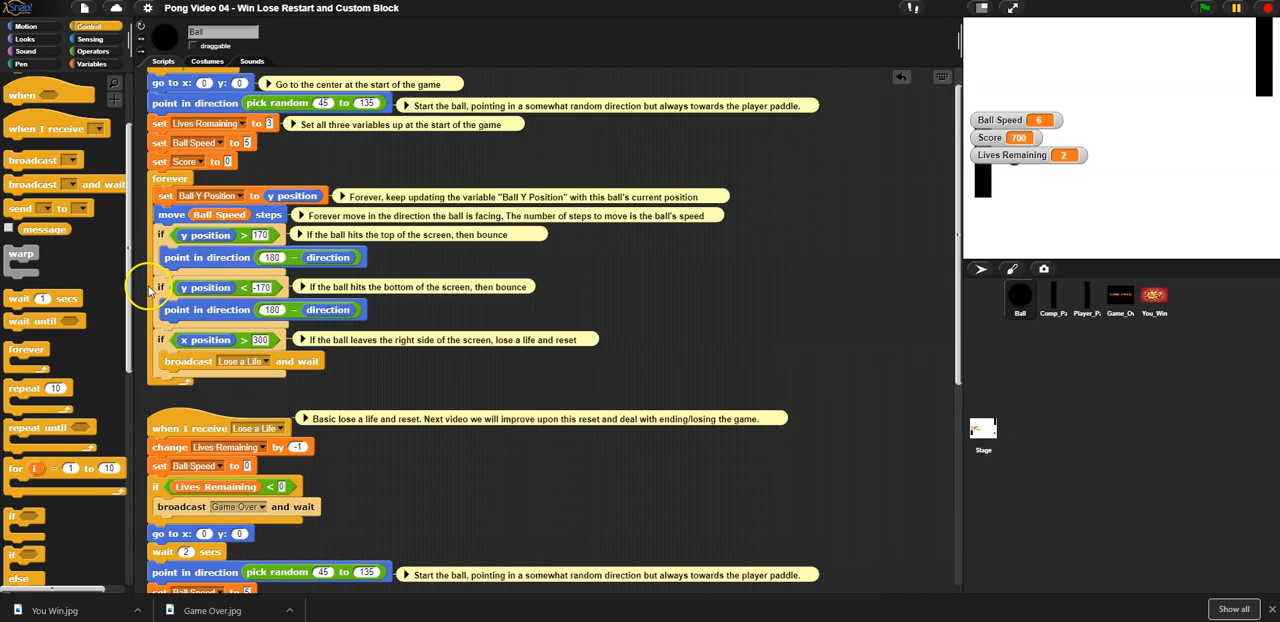 Snap!
Pong Video 04 - Win Lose Restart and Custom Block
Motion Control
Looks Sensing
Sound Operators
Pen Variables
Ball
draggable
Scripts Costumes Sounds
when
when I receive
broadcast
broadcast and wait
send to
message
warp
wait 1 secs
wait until
forever
repeat 10
repeat until
for i = 1 to 10
if
if
else
go to x: 0 y: 0 Go to the center at the start of the game
point in direction pick random 45 to 135 Start the ball, pointing in a somewhat random direction but always towards the player paddle.
set Lives Remaining to 3 Set all three variables up at the start of the game
set Ball Speed to 5
set Score to 0
forever
set Ball Y Position to y position Forever, keep updating the variable "Ball Y Position" with this ball's current position
move Ball Speed steps Forever move in the direction the ball is facing. The number of steps to move is the ball's speed
if y position > 170 If the ball hits the top of the screen, then bounce
point in direction 180 - direction
if y position < -170 If the ball hits the bottom of the screen, then bounce
point in direction 180 - direction
if x position > 300 If the ball leaves the right side of the screen, lose a life and reset
broadcast Lose a Life and wait
when I receive Lose a Life Basic lose a life and reset. Next video we will improve upon this reset and deal with ending/losing the game.
change Lives Remaining by -1
set Ball Speed to 0
if Lives Remaining < 0
broadcast Game Over and wait
go to x: 0 y: 0
wait 2 secs
point in direction pick random 45 to 135 Start the ball, pointing in a somewhat random direction but always towards the player paddle.
set Ball Speed to 5
Ball Speed 6
Score 700
Lives Remaining 2
Ball Comp_Pa Player_P Game_Ov You_Win
Stage
You Win.jpg Game Over.jpg Show all